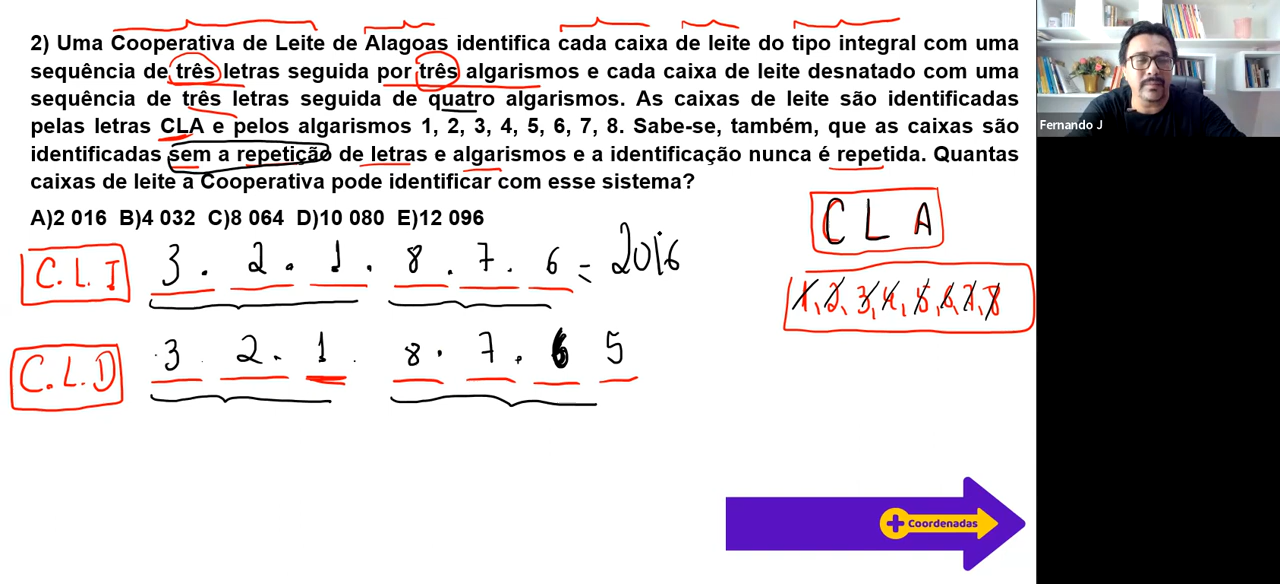 2) Uma Cooperativa de Leite de Alagoas identifica cada caixa de leite do tipo integral com uma
sequência de três letras seguida por três algarismos e cada caixa de leite desnatado com uma
sequência de três letras seguida de quatro algarismos. As caixas de leite são identificadas
pelas letras CLA e pelos algarismos 1, 2, 3, 4, 5, 6, 7, 8. Sabe-se, também, que as caixas são
identificadas sem a repetição de letras e algarismos e a identificação nunca é repetida. Quantas
caixas de leite a Cooperativa pode identificar com esse sistema?
A)2 016 B)4 032 C)8 064 D)10 080 E)12 096
C L A
C.L.I 3 . 2 . 1 . 8 . 7 . 6 = 2016
1, 2, 3, 4, 5, 6, 7, 8
C.L.D 3 . 2 . 1 . 8 . 7 . 6 5
Fernando J
+ Coordenadas